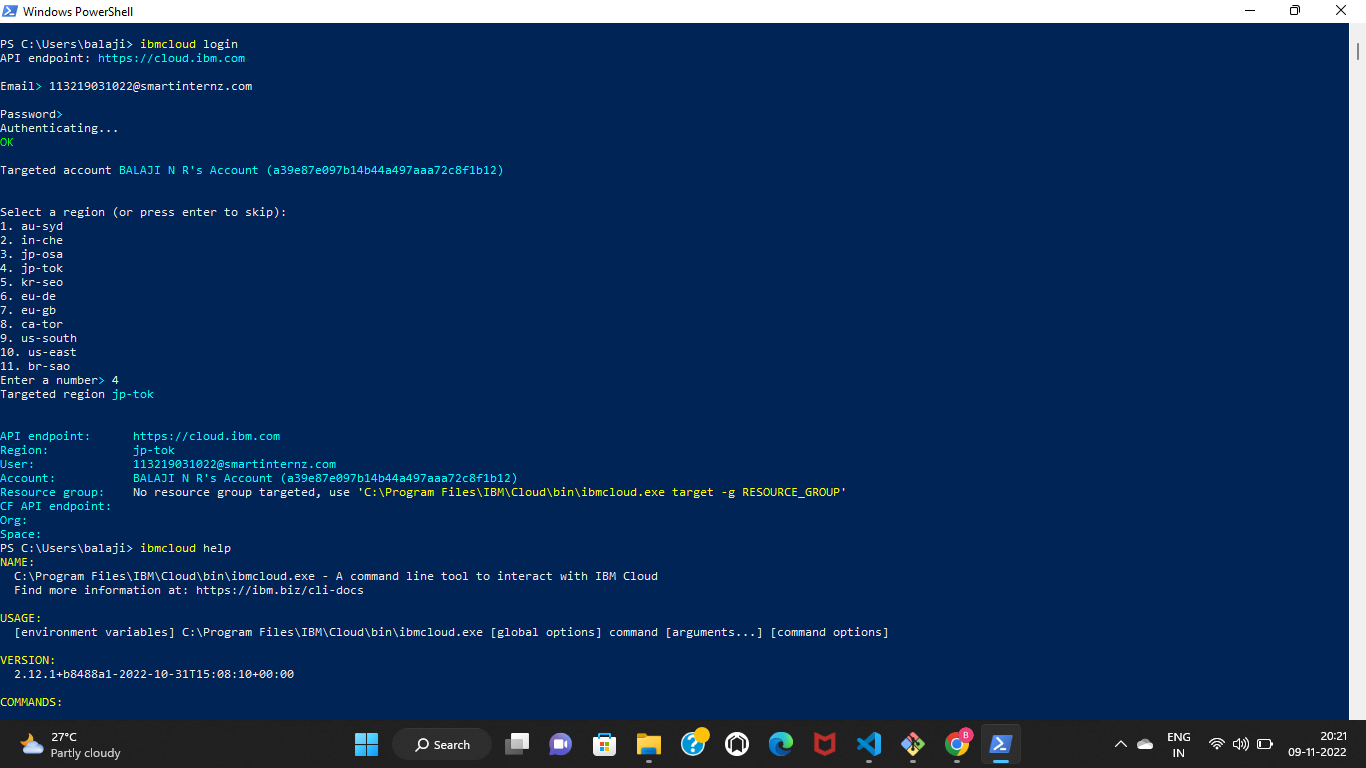 Windows PowerShell
PS C:\Users\balaji> ibmcloud login
API endpoint: https://cloud.ibm.com
Email> 113219031022@smartinternz.com
Password>
Authenticating...
OK
Targeted account BALAJI N R's Account (a39e87e097b14b44a497aaa72c8f1b12)
Select a region (or press enter to skip):
1. au-syd
2. in-che
3. jp-osa
4. jp-tok
5. kr-seo
6. eu-de
7. eu-gb
8. ca-tor
9. us-south
10. us-east
11. br-sao
Enter a number> 4
Targeted region jp-tok
API endpoint: https://cloud.ibm.com
Region: jp-tok
User: 113219031022@smartinternz.com
Account: BALAJI N R's Account (a39e87e097b14b44a497aaa72c8f1b12)
Resource group: No resource group targeted, use 'C:\Program Files\IBM\Cloud\bin\ibmcloud.exe target -g RESOURCE_GROUP'
CF API endpoint:
Org:
Space:
PS C:\Users\balaji> ibmcloud help
NAME:
C:\Program Files\IBM\Cloud\bin\ibmcloud.exe - A command line tool to interact with IBM Cloud
Find more information at: https://ibm.biz/cli-docs
USAGE:
[environment variables] C:\Program Files\IBM\Cloud\bin\ibmcloud.exe [global options] command [arguments...] [command options]
VERSION:
2.12.1+b8488a1-2022-10-31T15:08:10+00:00
COMMANDS:
27°C
Partly cloudy
Search
B
ENG
IN
20:21
09-11-2022